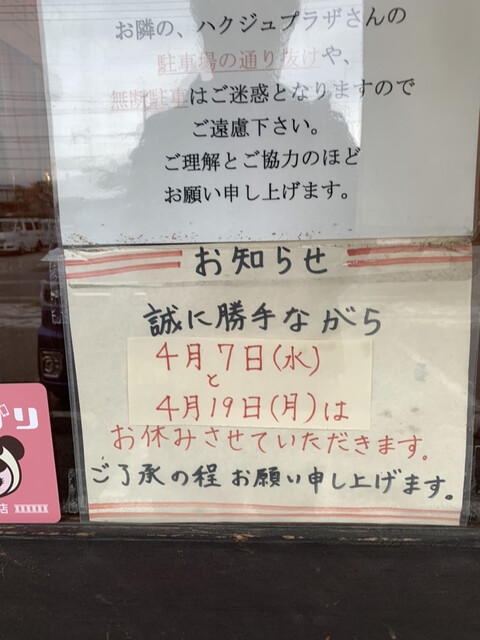 お隣の、ハクジュプラザさんの
駐車場の通り抜けや、
無断駐車はご迷惑となりますので
ご遠慮下さい。
ご理解とご協力のほど
お願い申し上げます。
お知らせ
誠に勝手ながら
4月7日(水)
と
4月19日(月)は
お休みさせていただきます。
ご了承の程お願い申し上げます。
り
店